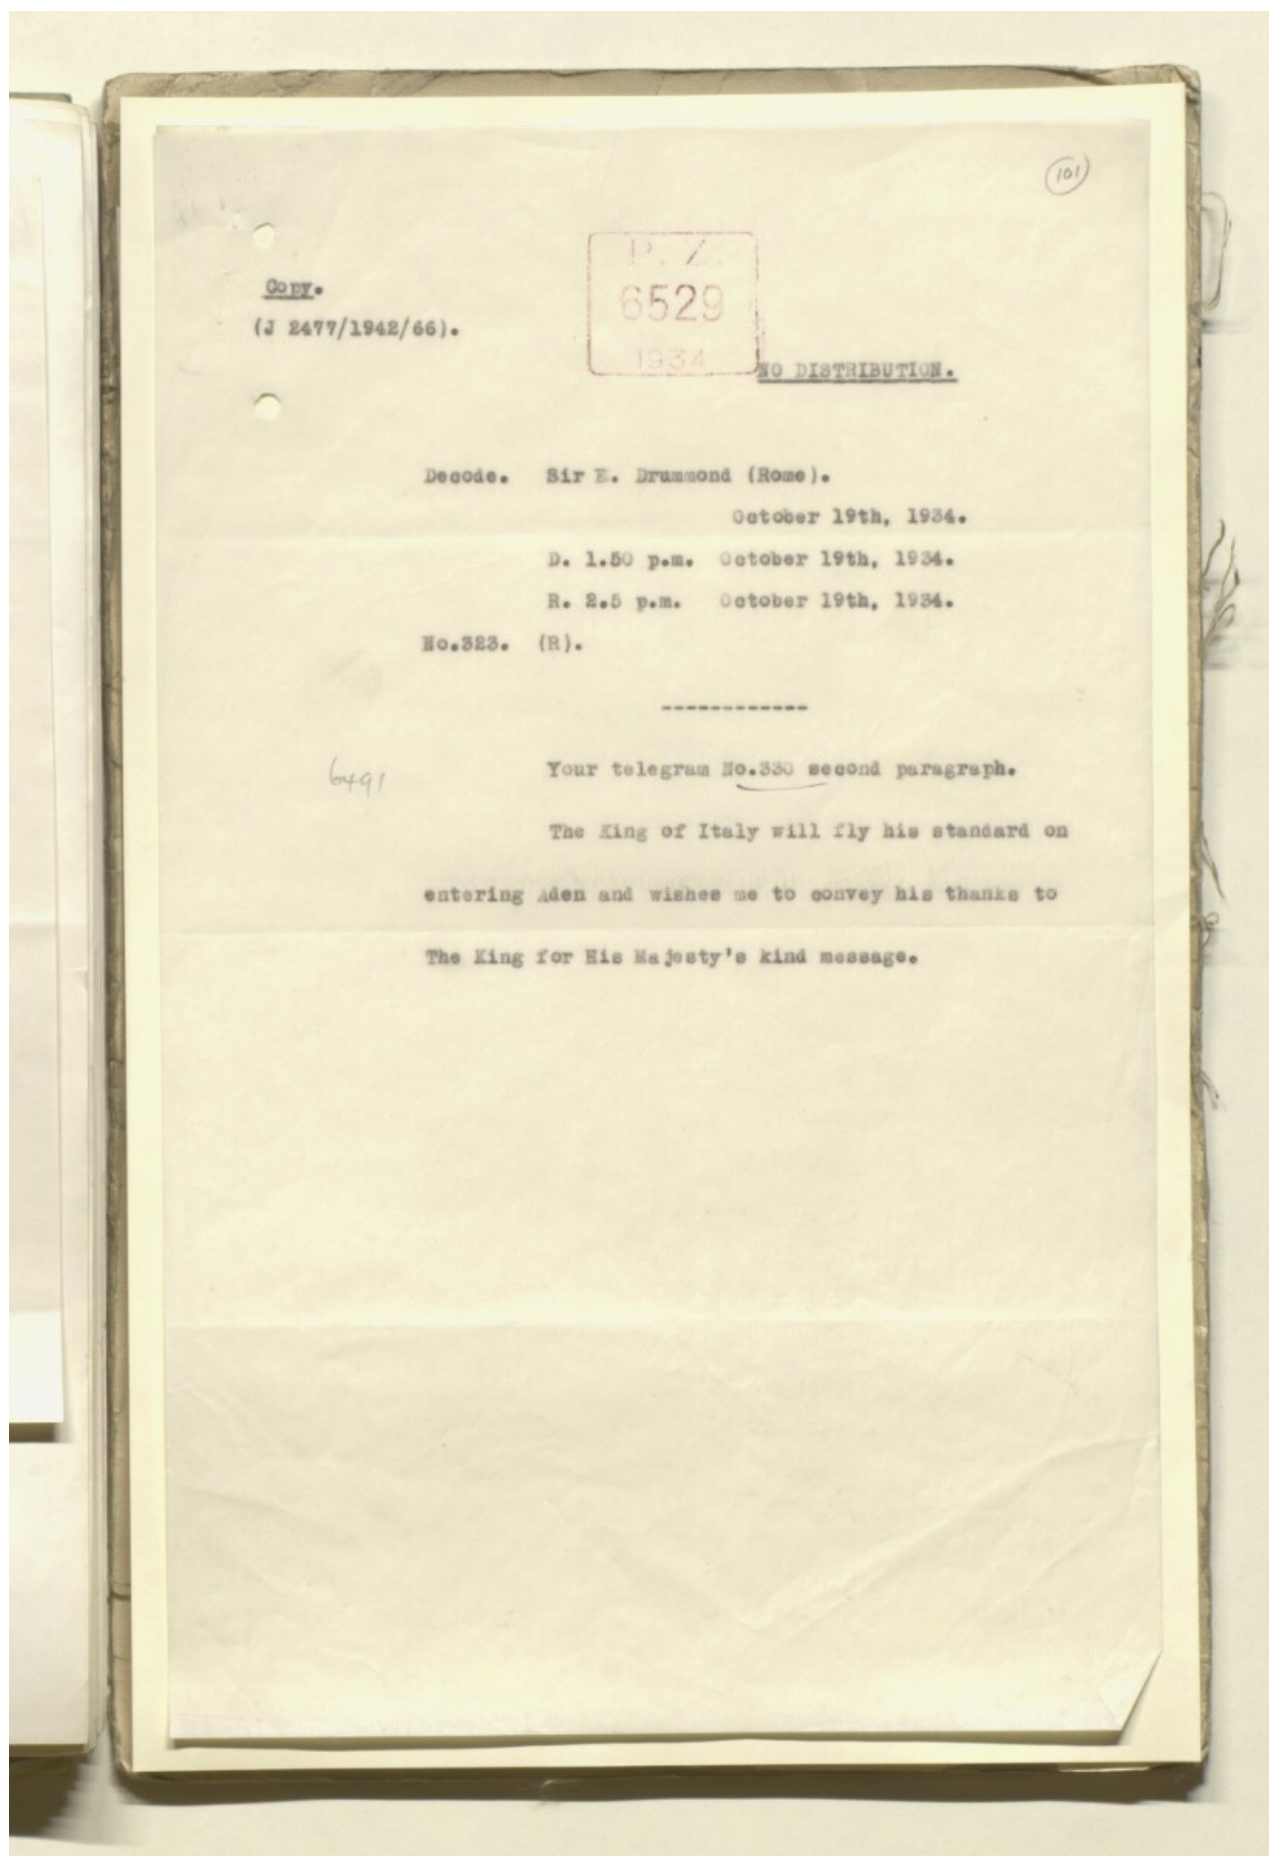 101
P. Z.
6529
1934
Copy.
(J 2477/1942/66).
NO DISTRIBUTION.
Decode. Sir E. Drummond (Rome).
October 19th, 1934.
D. 1.50 p.m. October 19th, 1934.
R. 2.5 p.m. October 19th, 1934.
No.323. (R).
------------
6491
Your telegram No.330 second paragraph.
The King of Italy will fly his standard on
entering Aden and wishes me to convey his thanks to
The King for His Majesty's kind message.